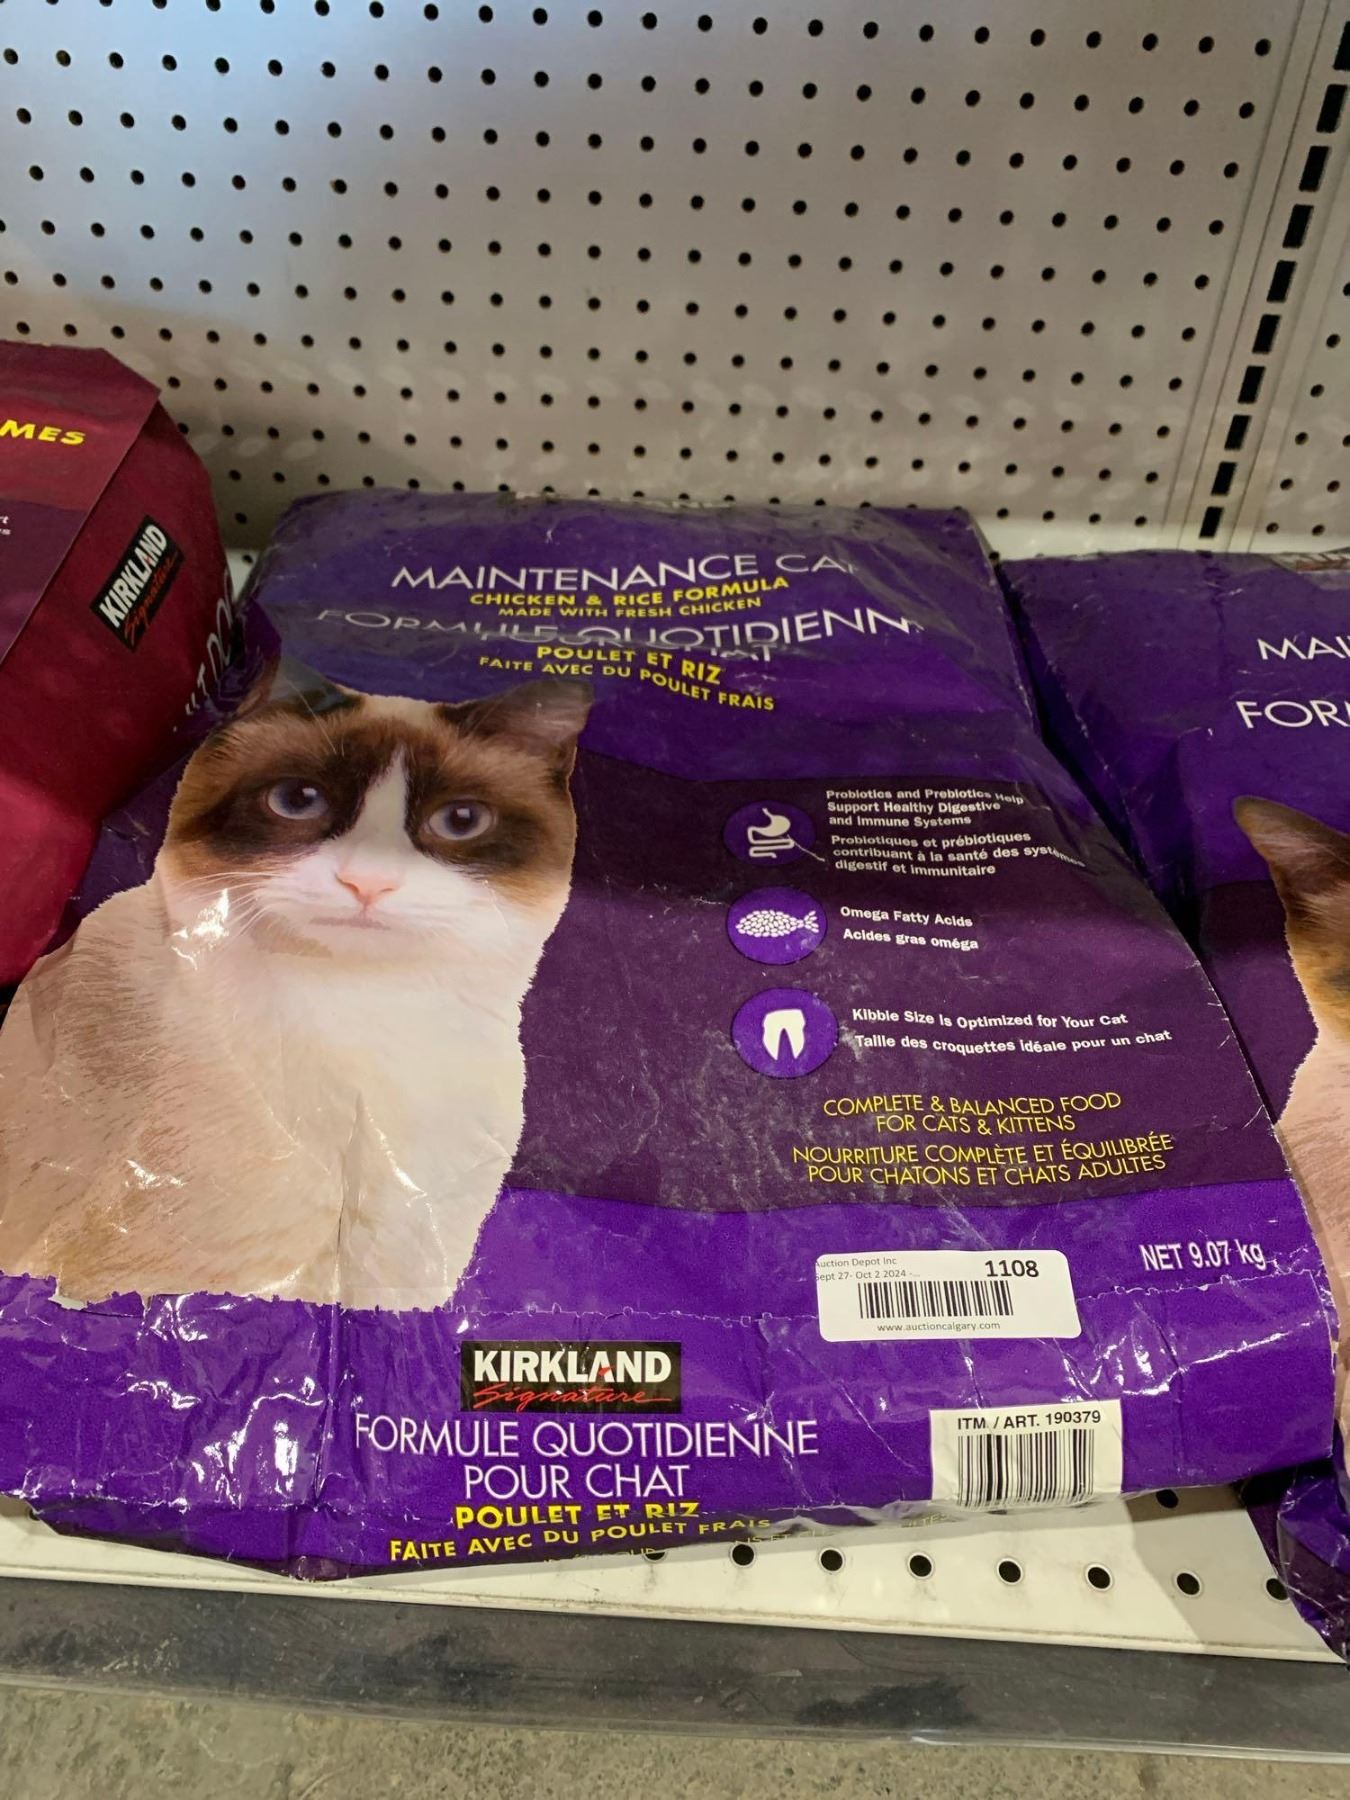 MES
KIRKLAND
Signature
MAINTENANCE CA
CHICKEN & RICE FORMULA
MADE WITH FRESH CHICKEN
FORMULE QUOTIDIENN
POULET ET RIZ
FAITE AVEC DU POULET FRAIS
Probiotics and Prebiotics Help
Support Healthy Digestive
and Immune Systems
Probiotiques et prébiotiques
contribuant à la santé des systèmes
digestif et immunitaire
Omega Fatty Acids
Acides gras oméga
Kibble Size Is Optimized for Your Cat
Taille des croquettes idéale pour un chat
COMPLETE & BALANCED FOOD
FOR CATS & KITTENS
NOURRITURE COMPLÈTE ET ÉQUILIBRÉE
POUR CHATONS ET CHATS ADULTES
NET 9.07 kg
Auction Depot Inc
Sept 27- Oct 2 2024 -...
1108
www.auctioncalgary.com
KIRKLAND
Signature
FORMULE QUOTIDIENNE
POUR CHAT
POULET ET RIZ
FAITE AVEC DU POULET FRAIS
ITM. / ART. 190379
MAI
FOR